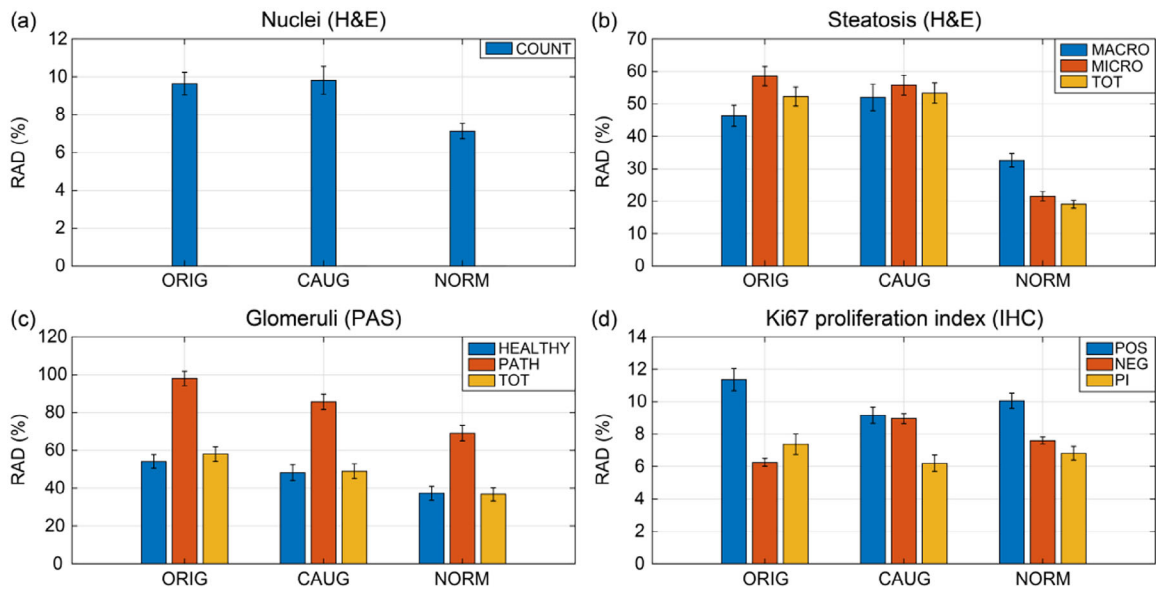 (a) Nuclei (H&E)
12
10
8
6
4
2
0
RAD (%)
COUNT
ORIG CAUG NORM
(b) Steatosis (H&E)
70
60
50
40
30
20
10
0
RAD (%)
MACRO
MICRO
TOT
ORIG CAUG NORM
(c) Glomeruli (PAS)
120
100
80
60
40
20
0
RAD (%)
HEALTHY
PATH
TOT
ORIG CAUG NORM
(d) Ki67 proliferation index (IHC)
14
12
10
8
6
4
2
0
RAD (%)
POS
NEG
PI
ORIG CAUG NORM